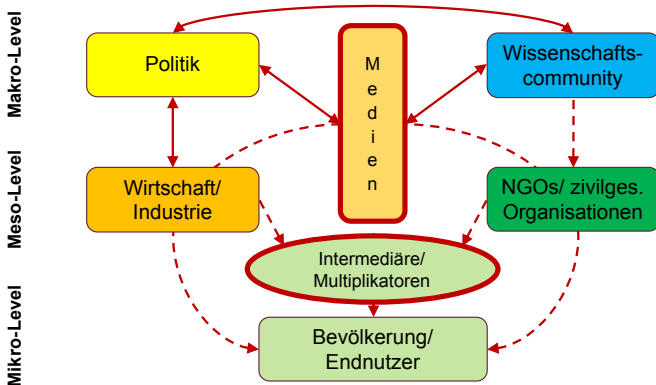 Makro-Level
Politik
M
e
d
i
e
n
Wissenschafts-
community
Meso-Level
Wirtschaft/
Industrie
NGOs/ zivilges.
Organisationen
Intermediäre/
Multiplikatoren
Mikro-Level
Bevölkerung/
Endnutzer